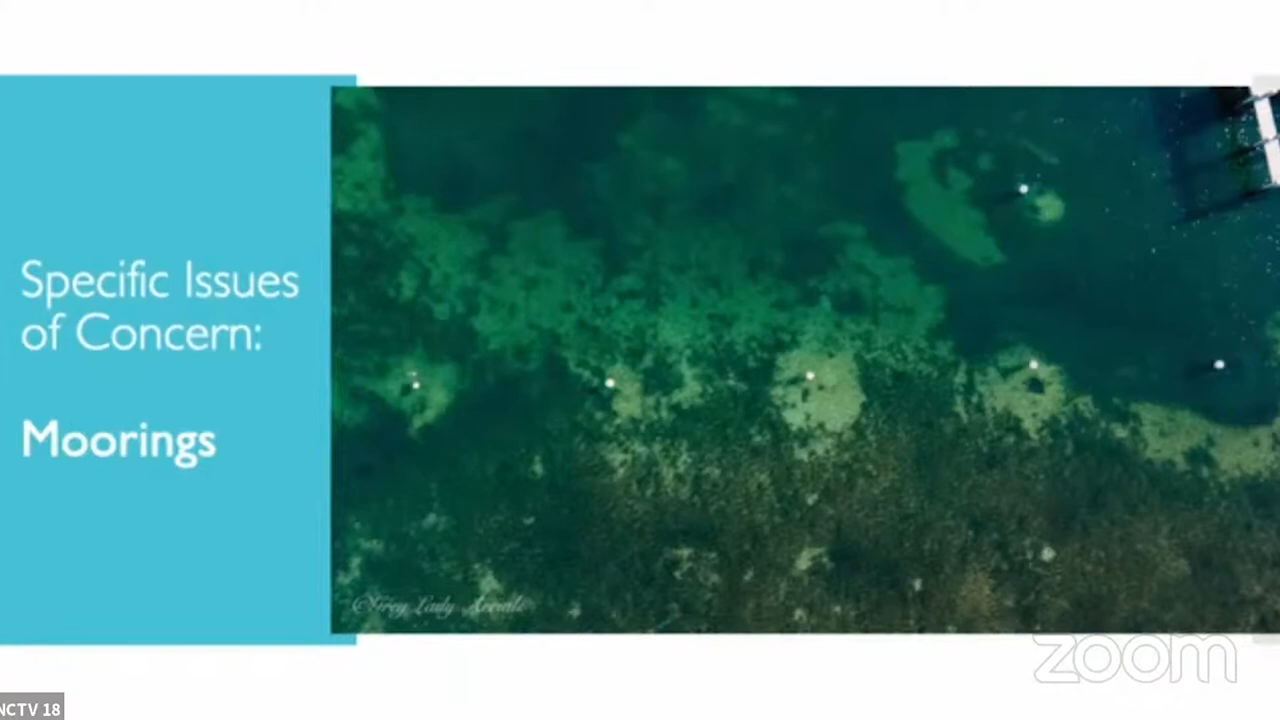 Specific Issues
of Concern:
Moorings
©Grey Lady Aerials
zoom
NCTV 18